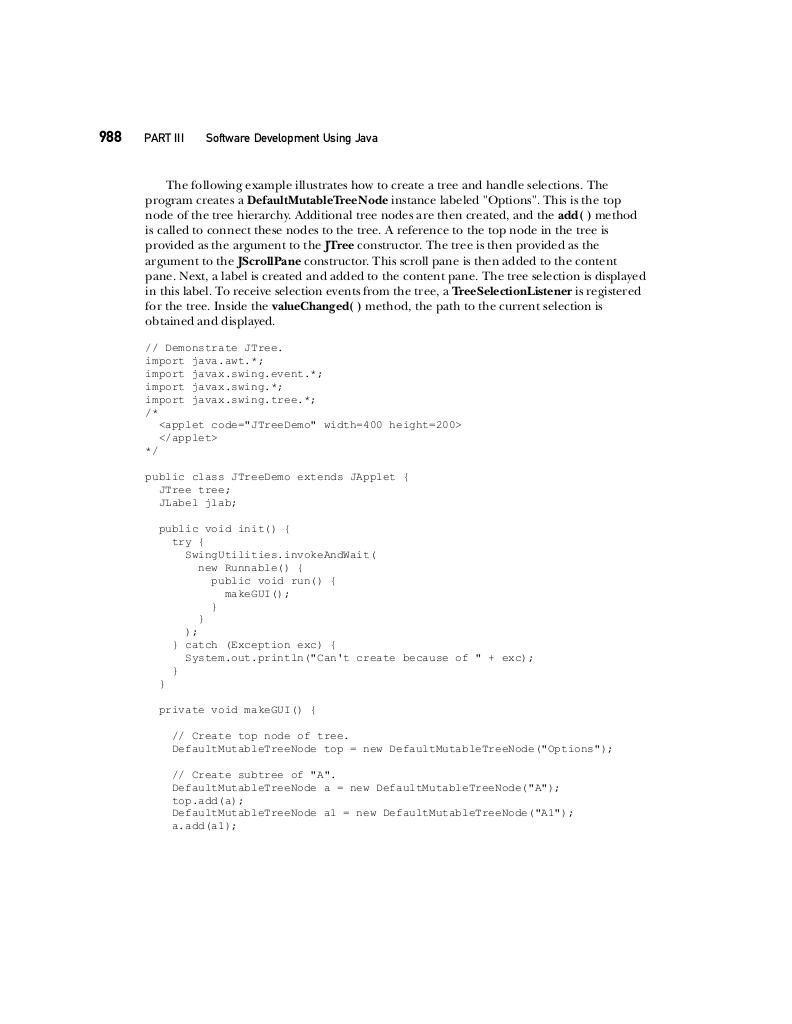 988 PART III Software Development Using Java
The following example illustrates how to create a tree and handle selections. The
program creates a DefaultMutableTreeNode instance labeled "Options". This is the top
node of the tree hierarchy. Additional tree nodes are then created, and the add( ) method
is called to connect these nodes to the tree. A reference to the top node in the tree is
provided as the argument to the JTree constructor. The tree is then provided as the
argument to the JScrollPane constructor. This scroll pane is then added to the content
pane. Next, a label is created and added to the content pane. The tree selection is displayed
in this label. To receive selection events from the tree, a TreeSelectionListener is registered
for the tree. Inside the valueChanged( ) method, the path to the current selection is
obtained and displayed.
// Demonstrate JTree.
import java.awt.*;
import javax.swing.event.*;
import javax.swing.*;
import javax.swing.tree.*;
/*
  <applet code="JTreeDemo" width=400 height=200>
  </applet>
*/
public class JTreeDemo extends JApplet {
  JTree tree;
  JLabel jlab;
  public void init() {
    try {
      SwingUtilities.invokeAndWait(
        new Runnable() {
          public void run() {
            makeGUI();
          }
        }
      );
    } catch (Exception exc) {
      System.out.println("Can't create because of " + exc);
    }
  }
  private void makeGUI() {
    // Create top node of tree.
    DefaultMutableTreeNode top = new DefaultMutableTreeNode("Options");
    // Create subtree of "A".
    DefaultMutableTreeNode a = new DefaultMutableTreeNode("A");
    top.add(a);
    DefaultMutableTreeNode a1 = new DefaultMutableTreeNode("A1");
    a.add(a1);